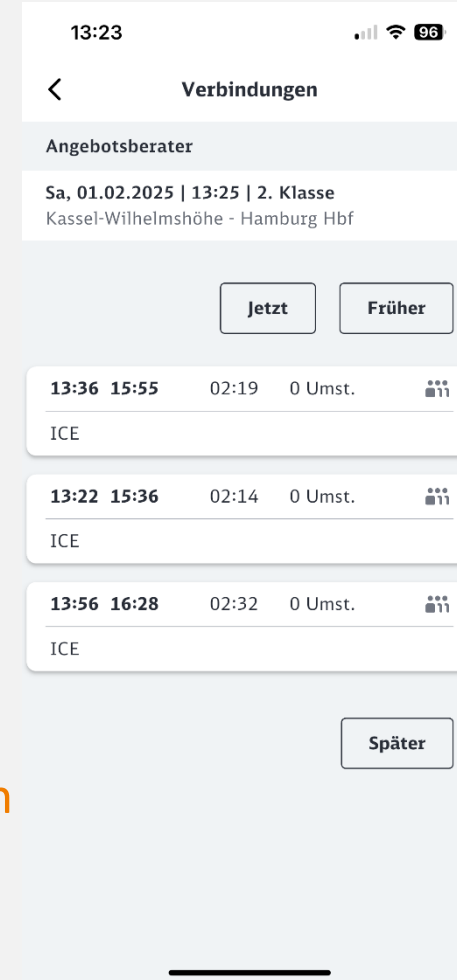 13:23 96
Verbindungen
Angebotsberater
Sa, 01.02.2025 | 13:25 | 2. Klasse
Kassel-Wilhelmshöhe - Hamburg Hbf
Jetzt Früher
13:36 15:55 02:19 0 Umst.
ICE
13:22 15:36 02:14 0 Umst.
ICE
13:56 16:28 02:32 0 Umst.
ICE
Später
n